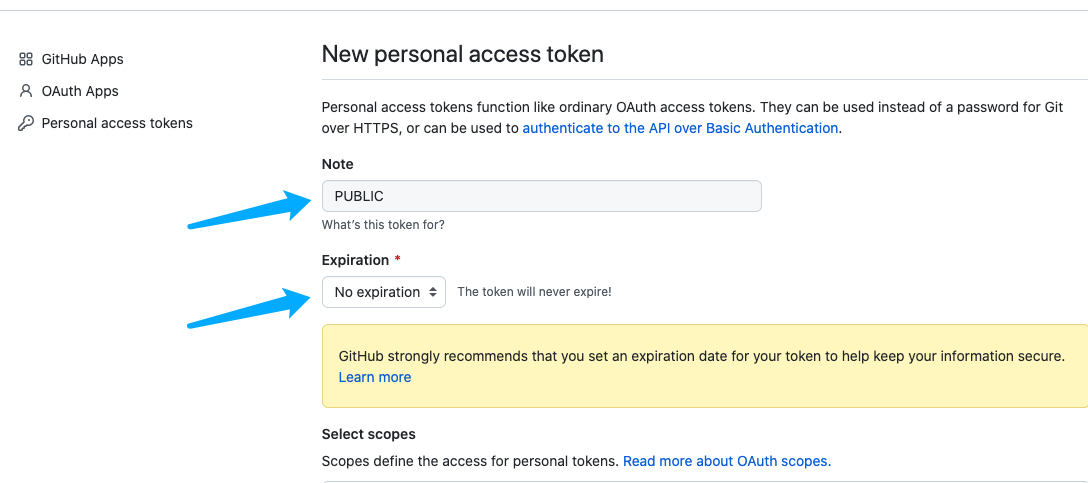 GitHub Apps
OAuth Apps
Personal access tokens
New personal access token
Personal access tokens function like ordinary OAuth access tokens. They can be used instead of a password for Git
over HTTPS, or can be used to authenticate to the API over Basic Authentication.
Note
PUBLIC
What's this token for?
Expiration *
No expiration The token will never expire!
GitHub strongly recommends that you set an expiration date for your token to help keep your information secure.
Learn more
Select scopes
Scopes define the access for personal tokens. Read more about OAuth scopes.